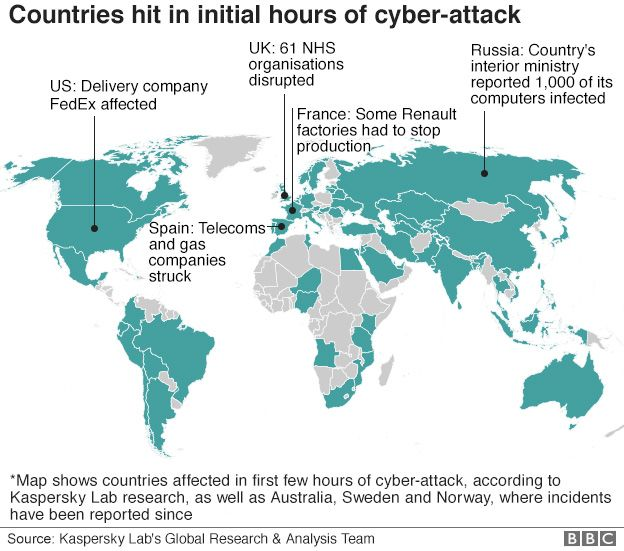 Countries hit in initial hours of cyber-attack
UK: 61 NHS
organisations
disrupted
Russia: Country's
interior ministry
reported 1,000 of its
computers infected
US: Delivery company
FedEx affected
France: Some Renault
factories had to stop
production
Spain: Telecoms
and gas
companies
struck
*Map shows countries affected in first few hours of cyber-attack, according to
Kaspersky Lab research, as well as Australia, Sweden and Norway, where incidents
have been reported since
Source: Kaspersky Lab's Global Research & Analysis Team
BBC